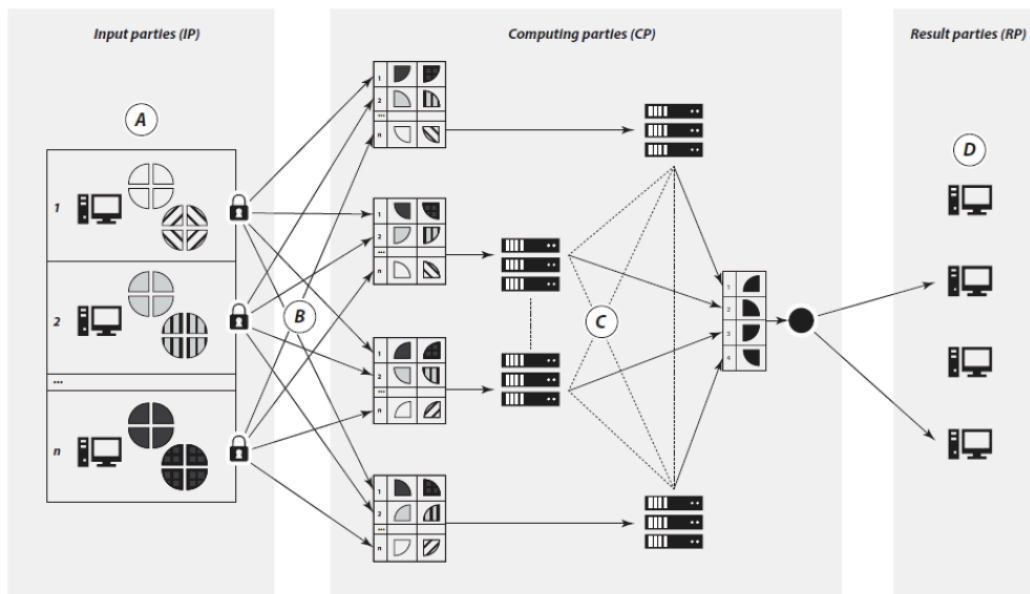 Input parties (IP)
Computing parties (CP)
Result parties (RP)
A
B
C
D
1
2
...
n
1
2
...
n
1
2
...
n
1
2
...
n
1
2
...
n
1
2
3
4